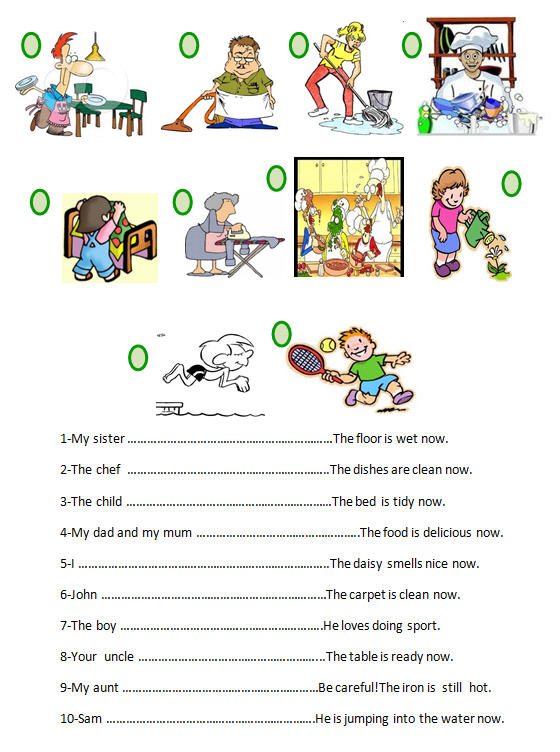 1-My sister ……………………………………………………….The floor is wet now.
2-The chef ………………………………………………………The dishes are clean now.
3-The child ……………………………………………………….The bed is tidy now.
4-My dad and my mum …………………………………………..The food is delicious now.
5-I ……………………………………………………………………The daisy smells nice now.
6-John ……………………………………………………………The carpet is clean now.
7-The boy ……………………………………………………….He loves doing sport.
8-Your uncle …………………………………………………..The table is ready now.
9-My aunt …………………………………………………….Be careful!The iron is still hot.
10-Sam ………………………………………………………..He is jumping into the water now.